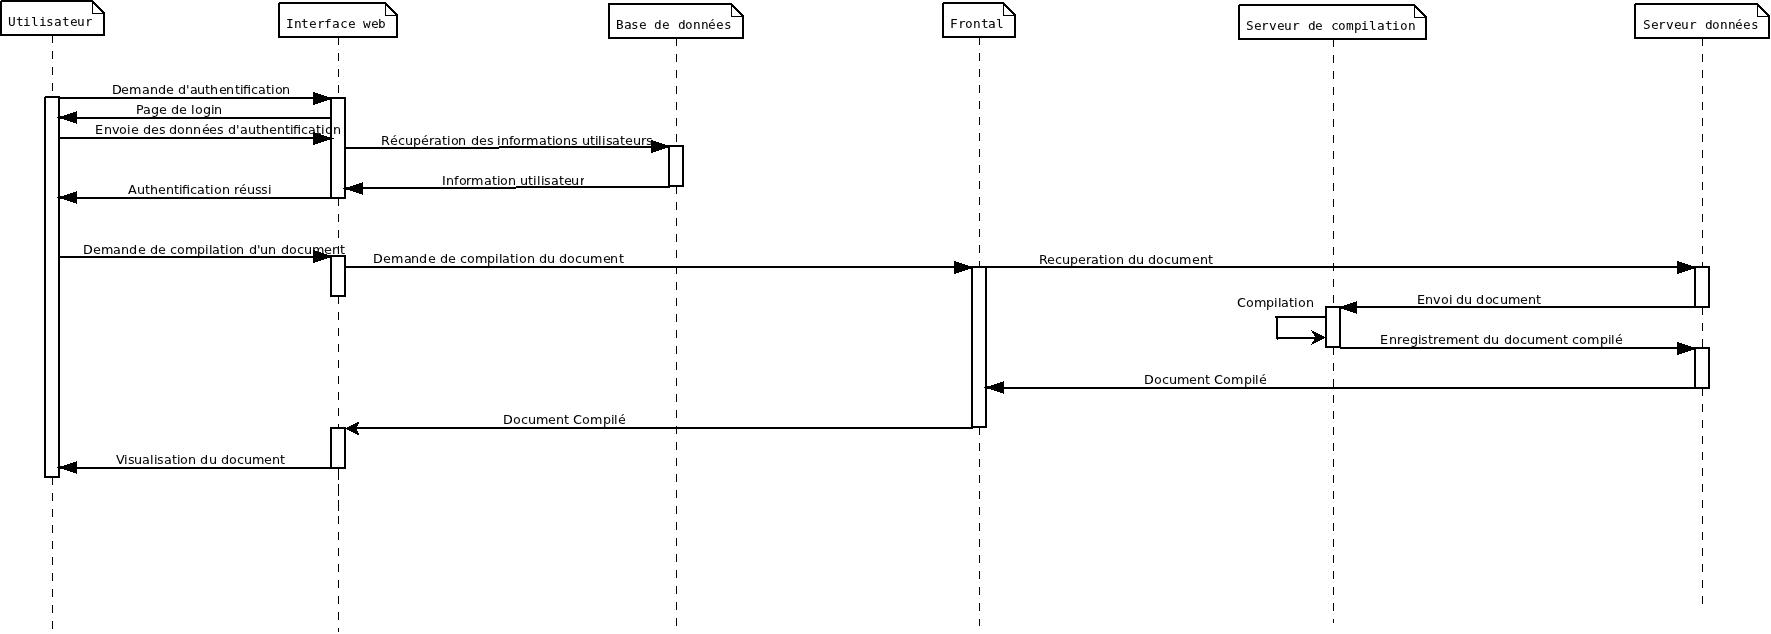 Utilisateur
Interface web
Base de données
Frontal
Serveur de compilation
Serveur données
Demande d'authentification
Page de login
Envoie des données d'authentification
Récupération des informations utilisateurs
Information utilisateur
Authentification réussi
Demande de compilation d'un document
Demande de compilation du document
Recuperation du document
Envoi du document
Compilation
Enregistrement du document compilé
Document Compilé
Document Compilé
Visualisation du document